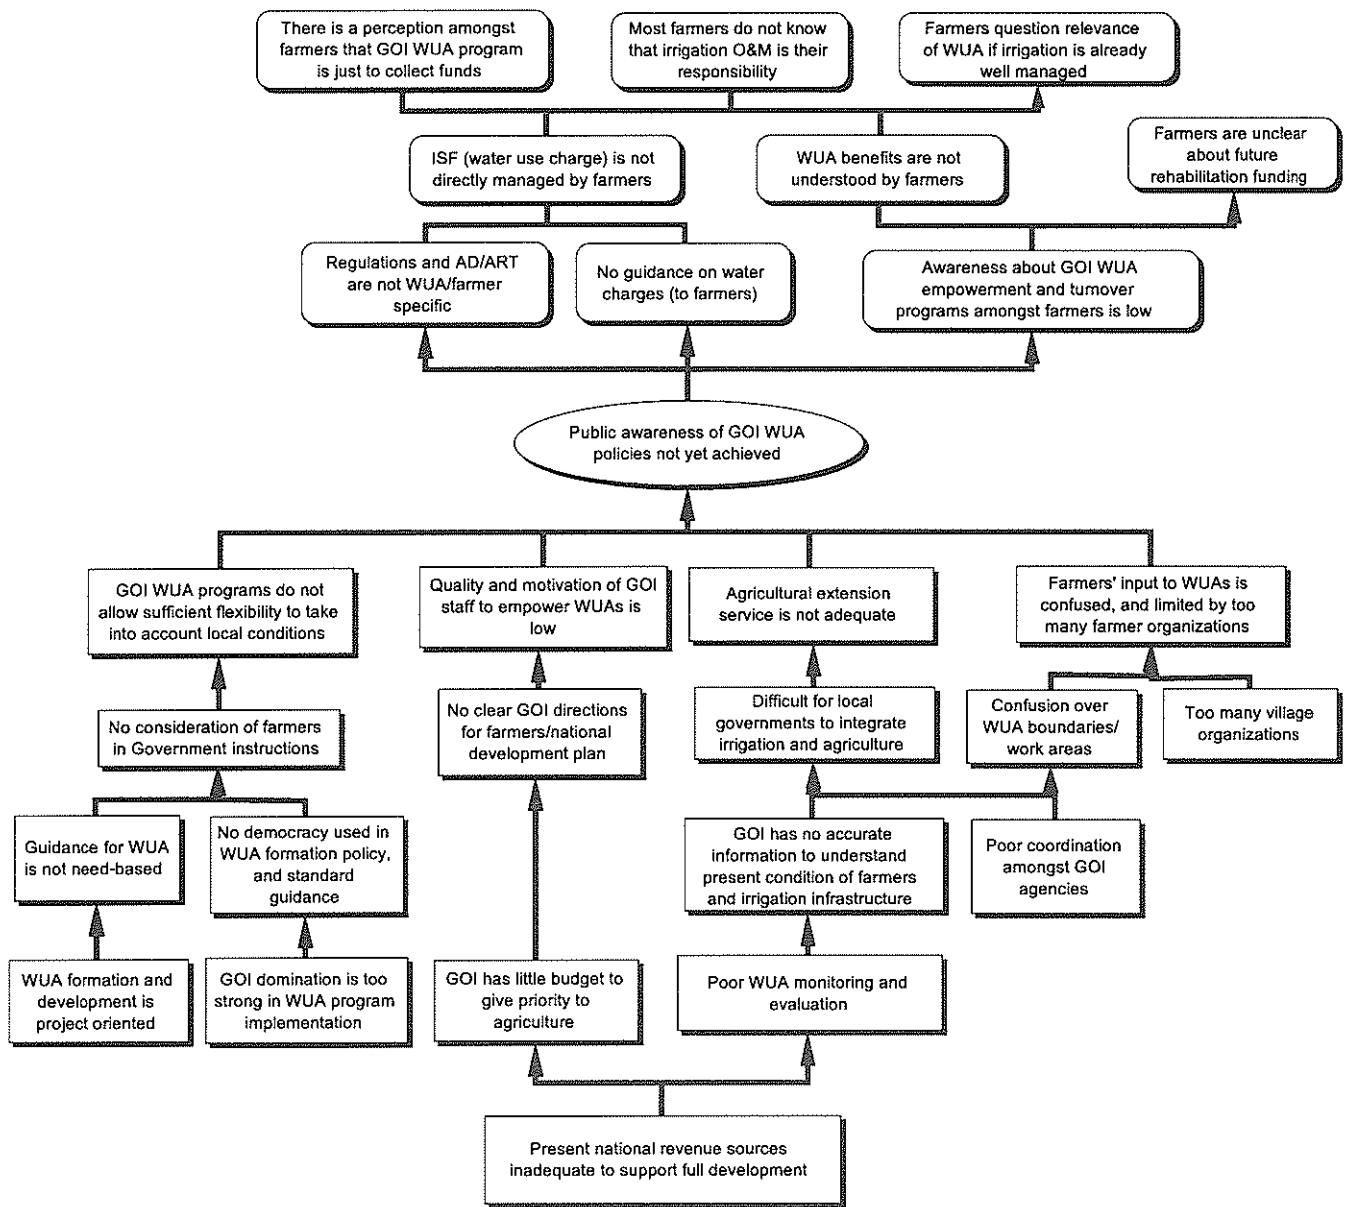 There is a perception amongst
farmers that GOI WUA program
is just to collect funds
Most farmers do not know
that irrigation O&M is their
responsibility
Farmers question relevance
of WUA if irrigation is already
well managed
Farmers are unclear
about future
rehabilitation funding
ISF (water use charge) is not
directly managed by farmers
WUA benefits are not
understood by farmers
Regulations and AD/ART
are not WUA/farmer
specific
No guidance on water
charges (to farmers)
Awareness about GOI WUA
empowerment and turnover
programs amongst farmers is low
Public awareness of GOI WUA
policies not yet achieved
GOI WUA programs do not
allow sufficient flexibility to take
into account local conditions
Quality and motivation of GOI
staff to empower WUAs is
low
Agricultural extension
service is not adequate
Farmers' input to WUAs is
confused, and limited by too
many farmer organizations
No consideration of farmers
in Government instructions
No clear GOI directions
for farmers/national
development plan
Difficult for local
governments to integrate
irrigation and agriculture
Confusion over
WUA boundaries/
work areas
Too many village
organizations
Guidance for WUA
is not need-based
No democracy used in
WUA formation policy,
and standard
guidance
GOI has no accurate
information to understand
present condition of farmers
and irrigation infrastructure
Poor coordination
amongst GOI
agencies
WUA formation and
development is
project oriented
GOI domination is too
strong in WUA program
implementation
GOI has little budget to
give priority to
agriculture
Poor WUA monitoring and
evaluation
Present national revenue sources
inadequate to support full development